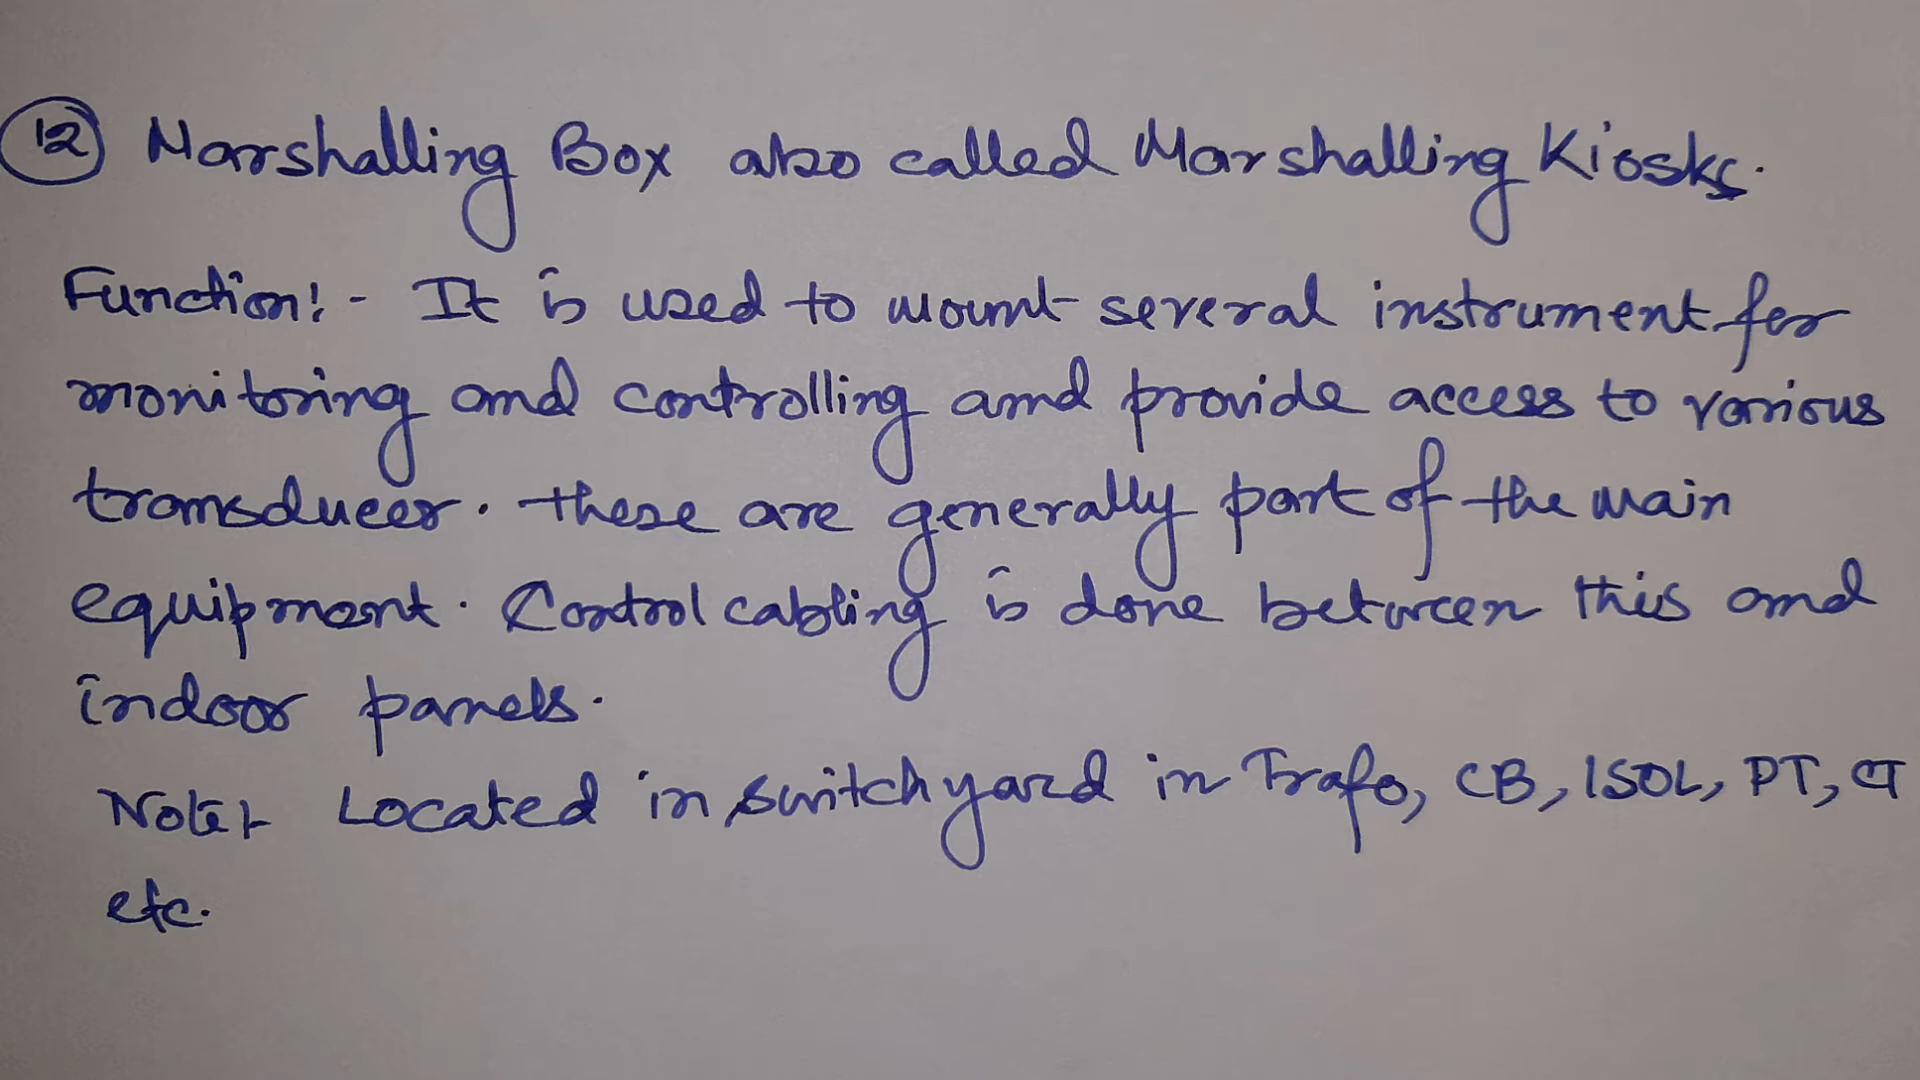 12 Marshalling Box also called Marshalling Kiosks.
Function:- It is used to mount several instrument for
monitoring and controlling and provide access to various
transducer. These are generally part of the main
equipment. Control cabling is done between this and
indoor panels.
Note:- Located in switchyard in Trafo, CB, ISOL, PT, CT
etc.